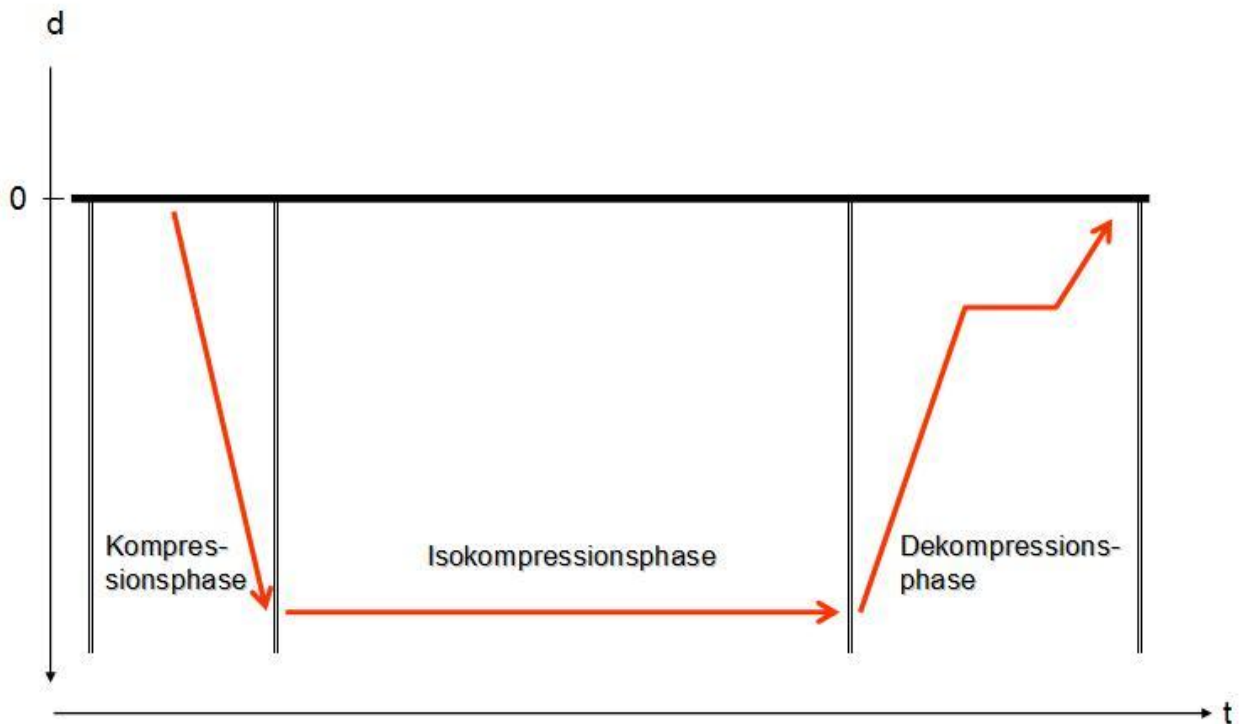 d
0
Kompres-
sionsphase
Isokompressionsphase
Dekompressions-
phase
t